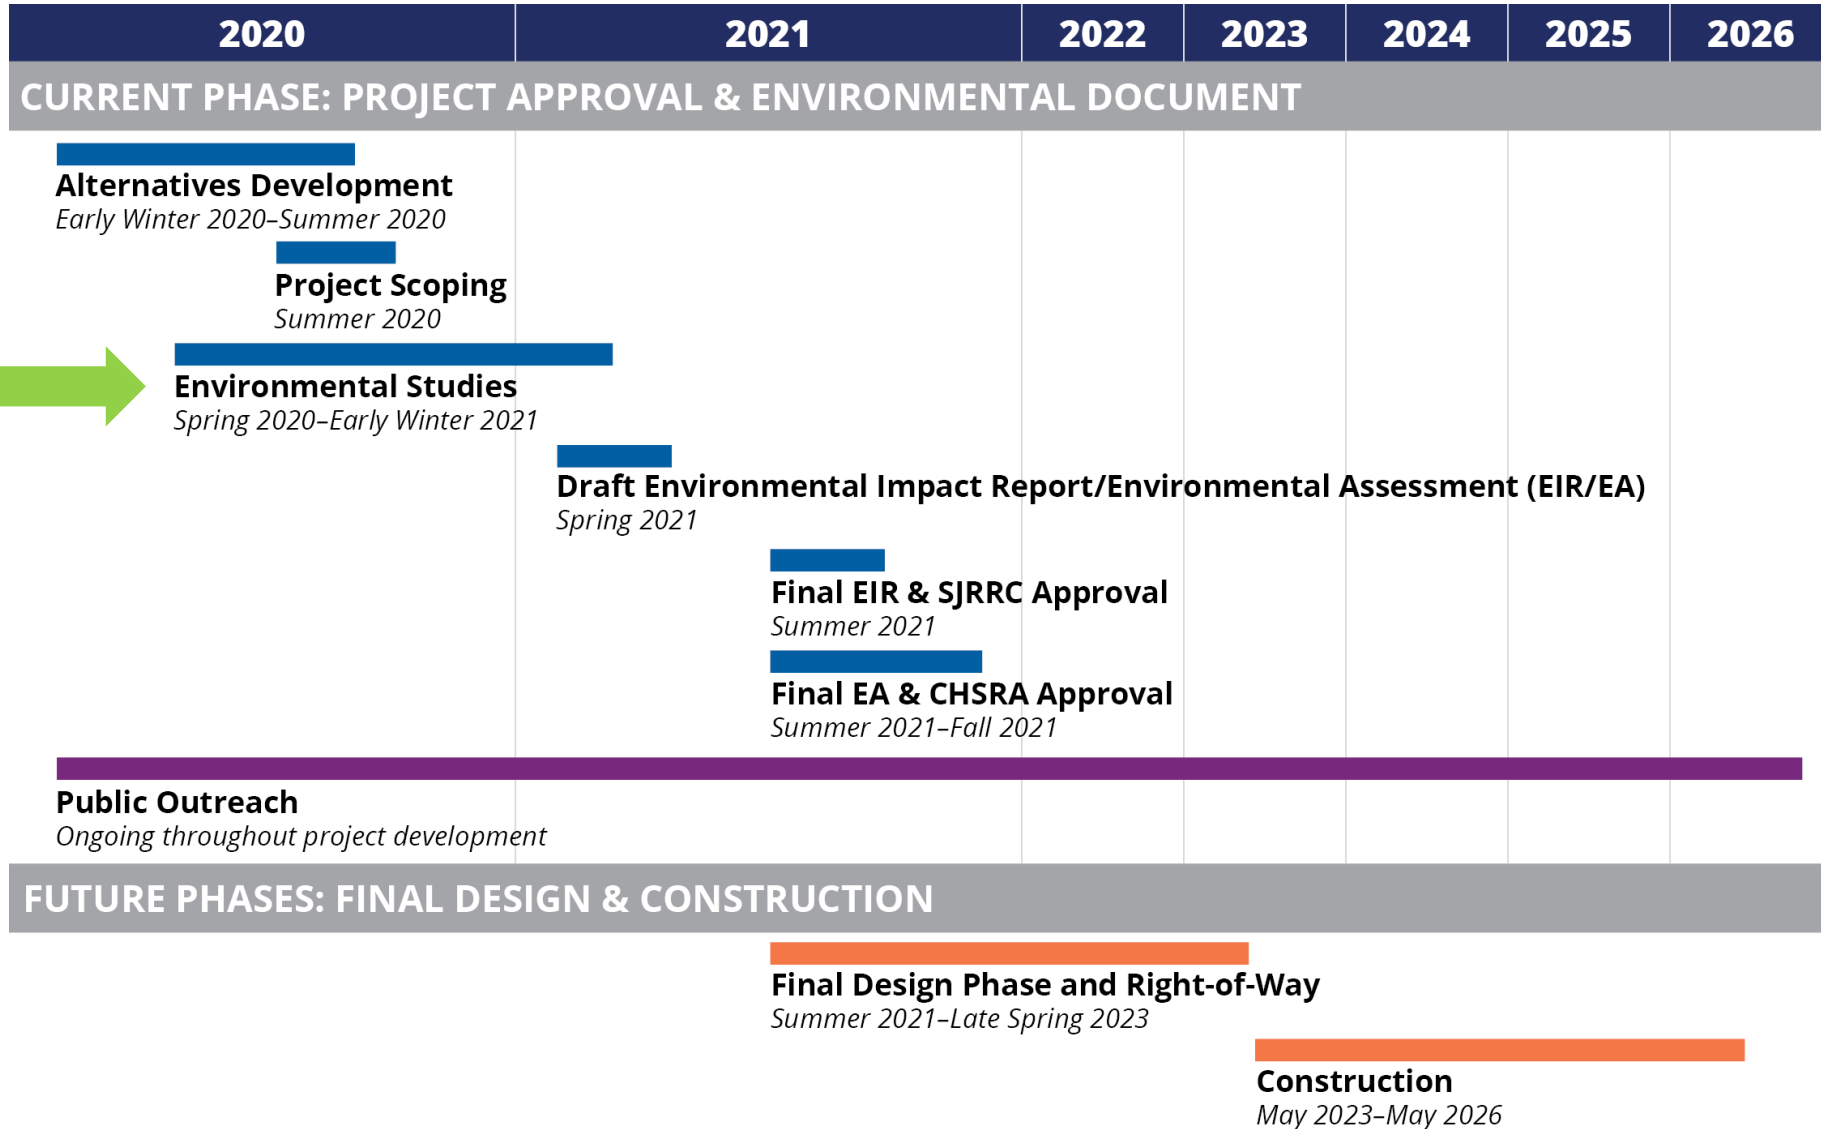 2020 2021 2022 2023 2024 2025 2026
CURRENT PHASE: PROJECT APPROVAL & ENVIRONMENTAL DOCUMENT
Alternatives Development
Early Winter 2020–Summer 2020
Project Scoping
Summer 2020
Environmental Studies
Spring 2020–Early Winter 2021
Draft Environmental Impact Report/Environmental Assessment (EIR/EA)
Spring 2021
Final EIR & SJRRC Approval
Summer 2021
Final EA & CHSRA Approval
Summer 2021–Fall 2021
Public Outreach
Ongoing throughout project development
FUTURE PHASES: FINAL DESIGN & CONSTRUCTION
Final Design Phase and Right-of-Way
Summer 2021–Late Spring 2023
Construction
May 2023–May 2026